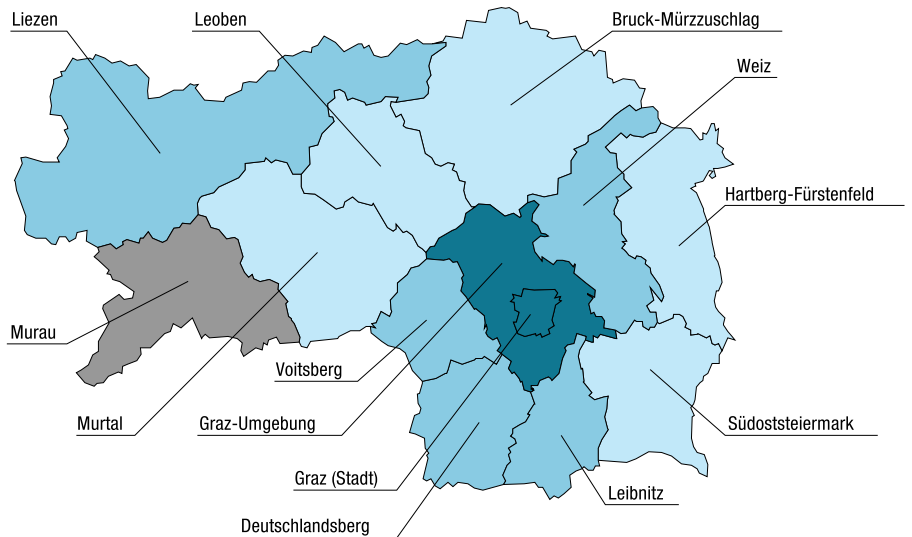 Liezen
Leoben
Bruck-Mürzzuschlag
Weiz
Hartberg-Fürstenfeld
Murau
Voitsberg
Murtal
Graz-Umgebung
Südoststeiermark
Graz (Stadt)
Leibnitz
Deutschlandsberg